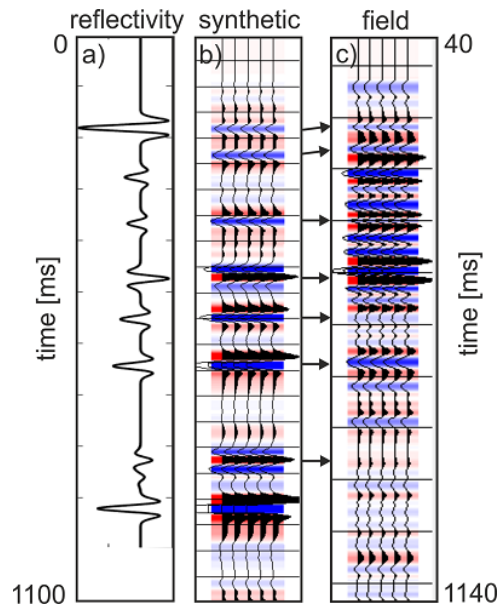 reflectivity synthetic field
0 a) b) c) 40
time [ms] time [ms]
1100 1140